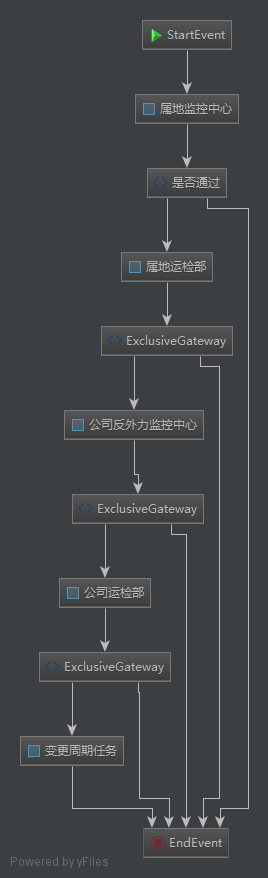 StartEvent
属地监控中心
是否通过
属地运检部
ExclusiveGateway
公司反外力监控中心
ExclusiveGateway
公司运检部
ExclusiveGateway
变更周期任务
EndEvent
Powered by yFiles